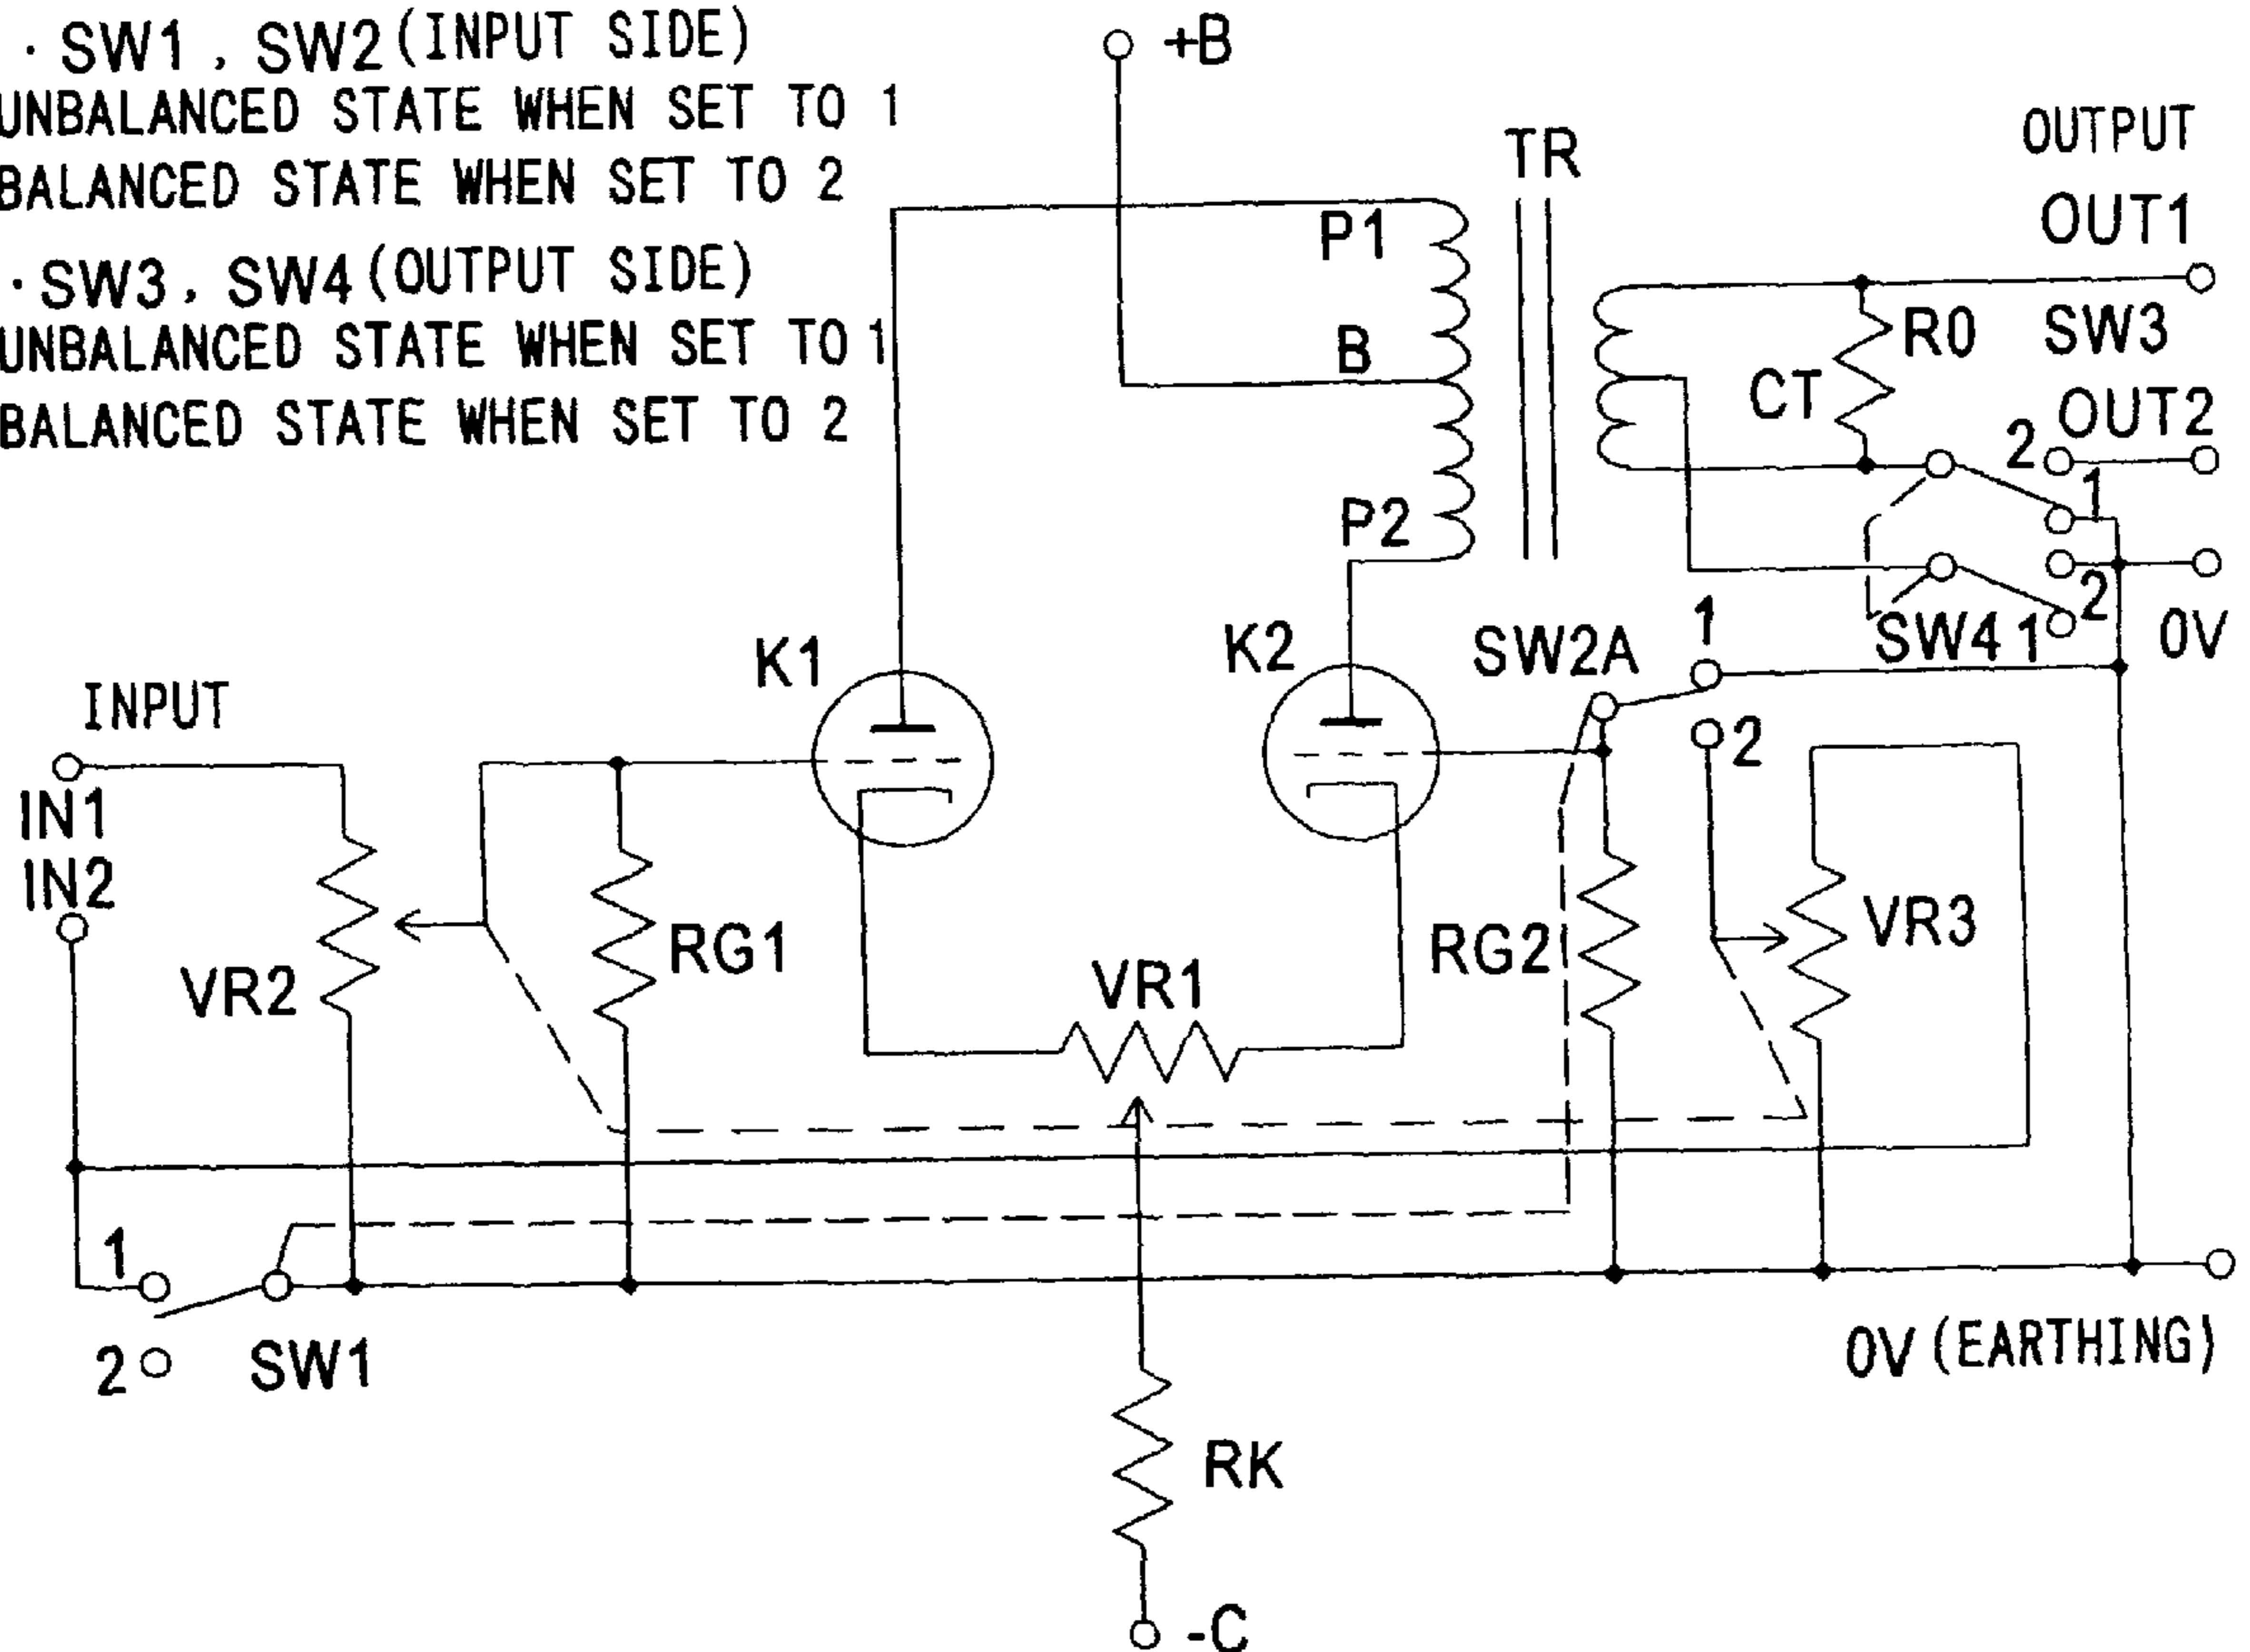 · SW1 , SW2 (INPUT SIDE)
UNBALANCED STATE WHEN SET TO 1
BALANCED STATE WHEN SET TO 2
· SW3 , SW4 (OUTPUT SIDE)
UNBALANCED STATE WHEN SET TO 1
BALANCED STATE WHEN SET TO 2
+B
TR
OUTPUT
OUT1
P1
B
P2
R0
SW3
CT
OUT2
2
1
2
SW4 1
0V
K1
K2
SW2A
1
2
INPUT
IN1
IN2
VR2
RG1
VR1
RG2
VR3
1
2
SW1
0V (EARTHING)
RK
-C